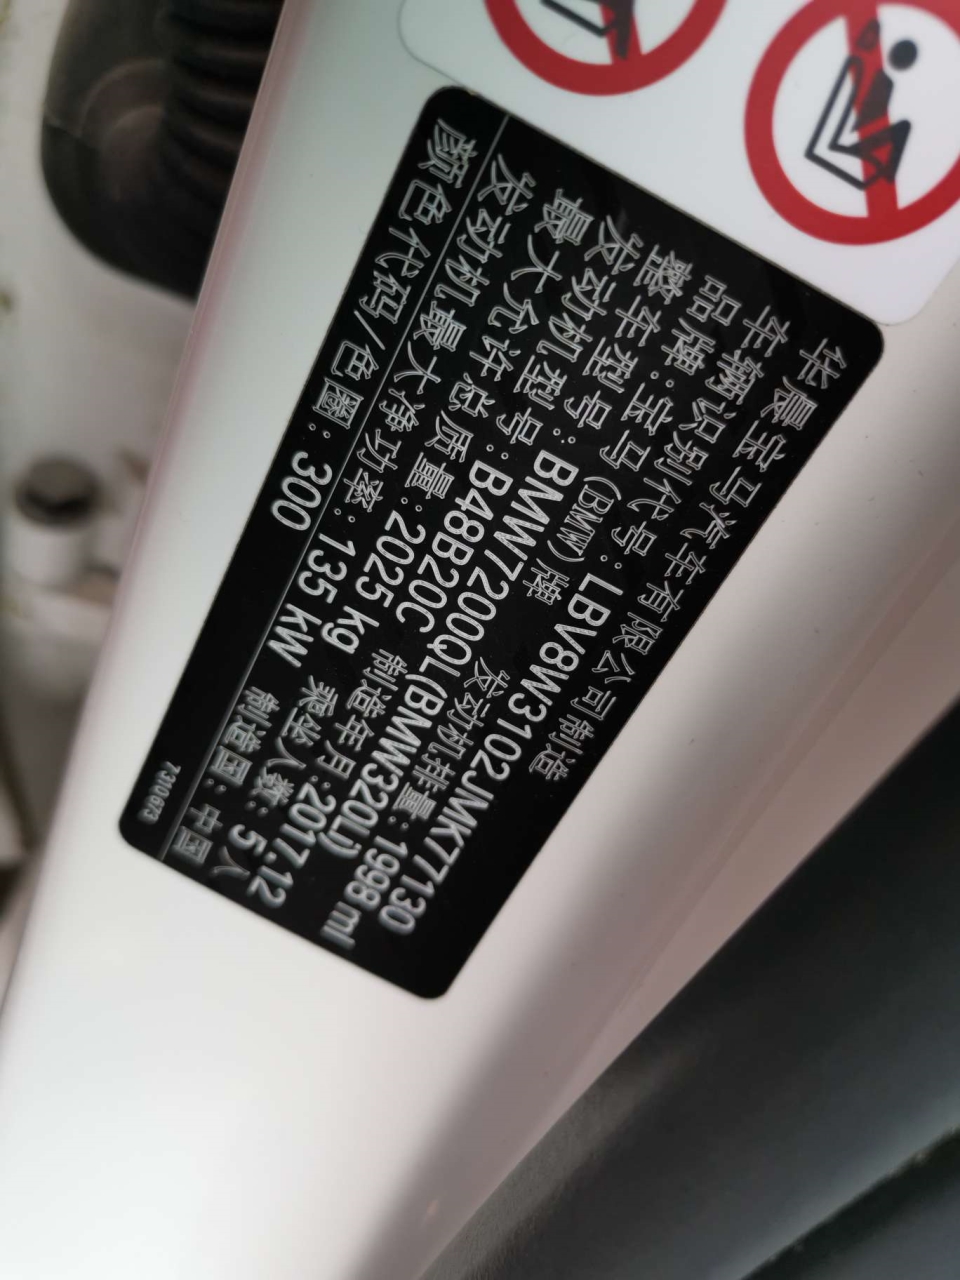 华晨宝马汽车有限公司制造
车辆识别代号：LBV8W3102JMK77130
品牌：宝马（BMW）牌 发动机排量：1998 ml
整车型号：BMW7200QL(BMW320Li)
发动机型号：B48B20C 制造年月：2017.12
最大允许总质量：2025 kg 乘坐人数：5 人
发动机最大净功率：135 kW 制造国：中国
颜色代码/色圈：300
7310673